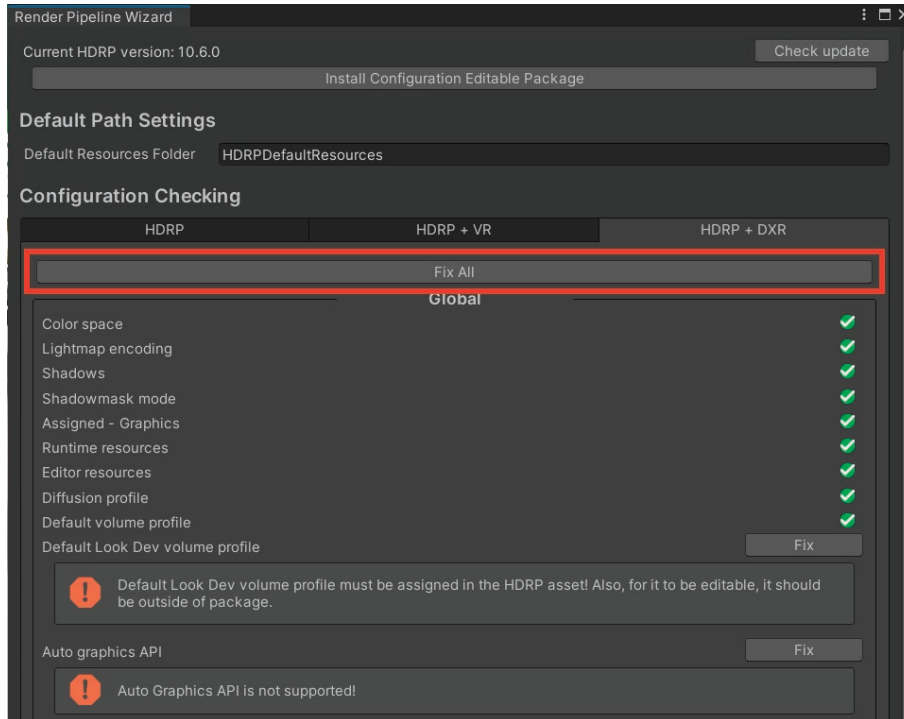 Render Pipeline Wizard
Current HDRP version: 10.6.0
Check update
Install Configuration Editable Package
Default Path Settings
Default Resources Folder HDRPDefaultResources
Configuration Checking
HDRP HDRP + VR HDRP + DXR
Fix All
Global
Color space
Lightmap encoding
Shadows
Shadowmask mode
Assigned - Graphics
Runtime resources
Editor resources
Diffusion profile
Default volume profile
Default Look Dev volume profile Fix
Default Look Dev volume profile must be assigned in the HDRP asset! Also, for it to be editable, it should
be outside of package.
Auto graphics API Fix
Auto Graphics API is not supported!